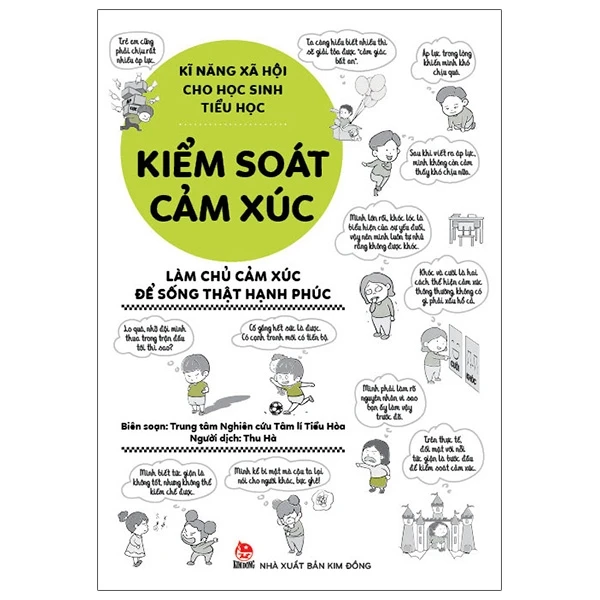 Trẻ em cũng
phải chịu rất
nhiều áp lực.
Ta càng hiểu biết nhiều thì
sẽ giải tỏa được "cảm giác
bất an".
Áp lực trong lòng
khiến mình khó
chịu quá.
KĨ NĂNG XÃ HỘI
CHO HỌC SINH
TIỂU HỌC
KIỂM SOÁT
CẢM XÚC
Sau khi viết ra áp lực,
mình không còn cảm
thấy khó chịu nữa.
Mình lớn rồi, khóc lóc là
biểu hiện của sự yếu đuối,
vậy nên mình luôn tự nhủ
rằng không được khóc.
LÀM CHỦ CẢM XÚC
ĐỂ SỐNG THẬT HẠNH PHÚC
Khóc và cười là hai
cách thể hiện cảm xúc
thông thường, không có
gì phải xấu hổ cả.
CƯỜI
KHÓC
Lo quá, nhỡ đội mình
thua trong trận đấu
tới thì sao?
Cố gắng hết sức là được.
Có cạnh tranh mới có tiến bộ.
Mình phải làm rõ
nguyên nhân vì sao
bạn ấy làm vậy
trước đã.
Biên soạn: Trung tâm Nghiên cứu Tâm lí Tiểu Hòa
Người dịch: Thu Hà
Trên thực tế,
đối mặt với nỗi
tức giận là bước đầu
để kiểm soát cảm xúc.
Mình biết tức giận là
không tốt, nhưng không thể
kiềm chế được.
Mình kể bí mật mà cậu ta lại
nói cho người khác, bực ghê!
KIM ĐỒNG
NHÀ XUẤT BẢN KIM ĐỒNG